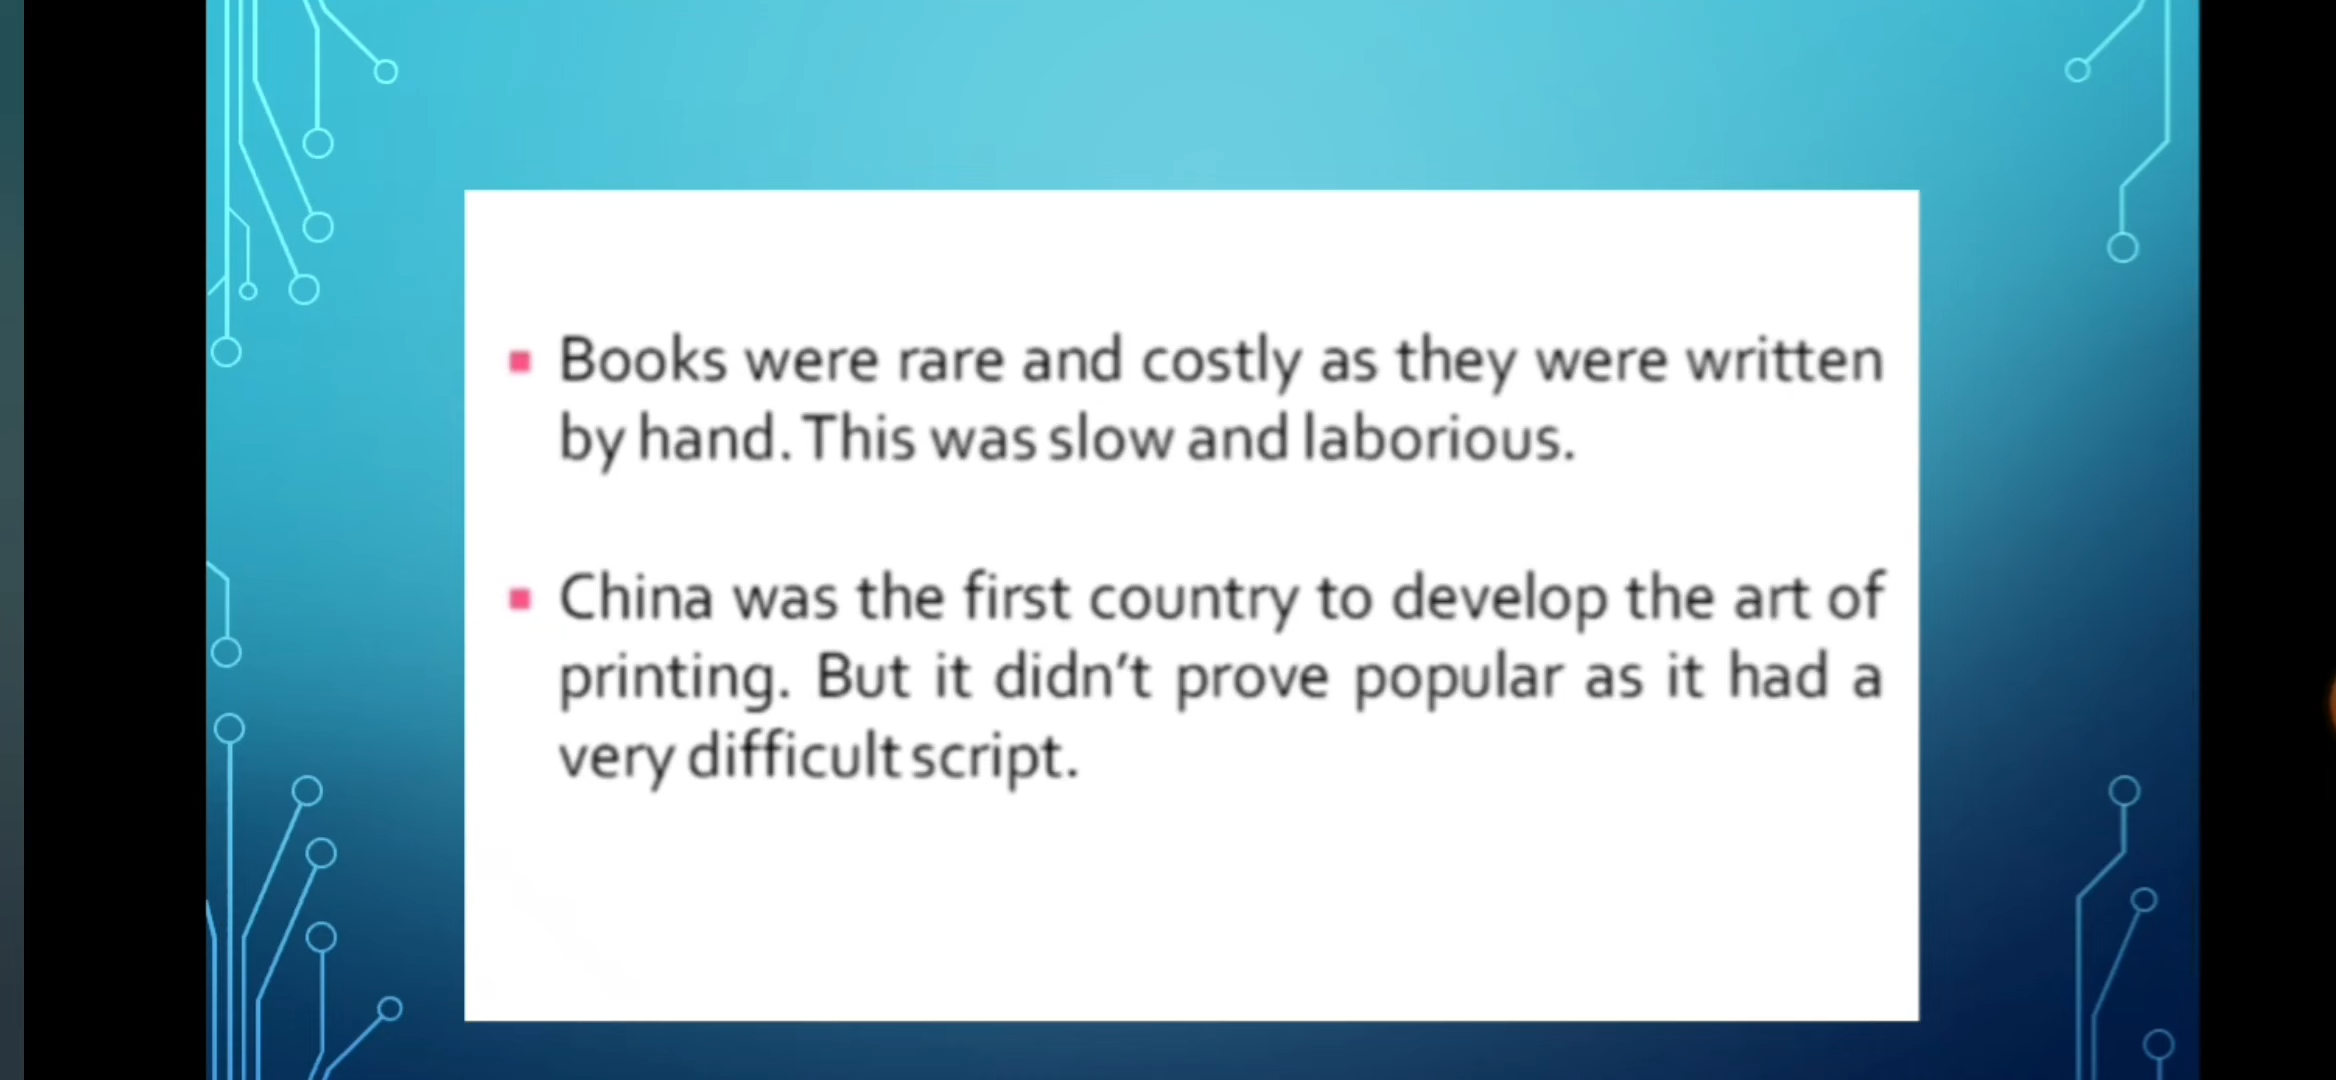 Books were rare and costly as they were written
by hand. This was slow and laborious.
China was the first country to develop the art of
printing. But it didn’t prove popular as it had a
very difficult script.